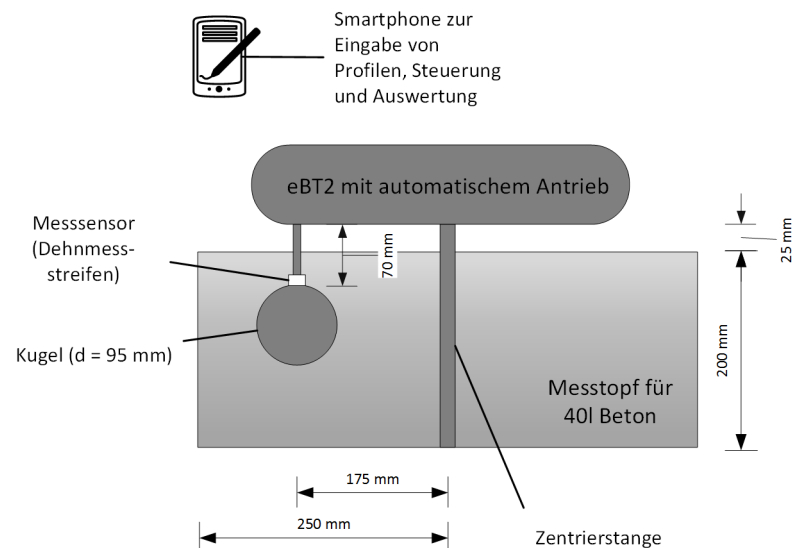 Smartphone zur
Eingabe von
Profilen, Steuerung
und Auswertung
eBT2 mit automatischem Antrieb
Messsensor
(Dehnmess-
streifen)
70 mm
25 mm
Kugel (d = 95 mm)
200 mm
Messtopf für
40l Beton
175 mm
250 mm
Zentrierstange